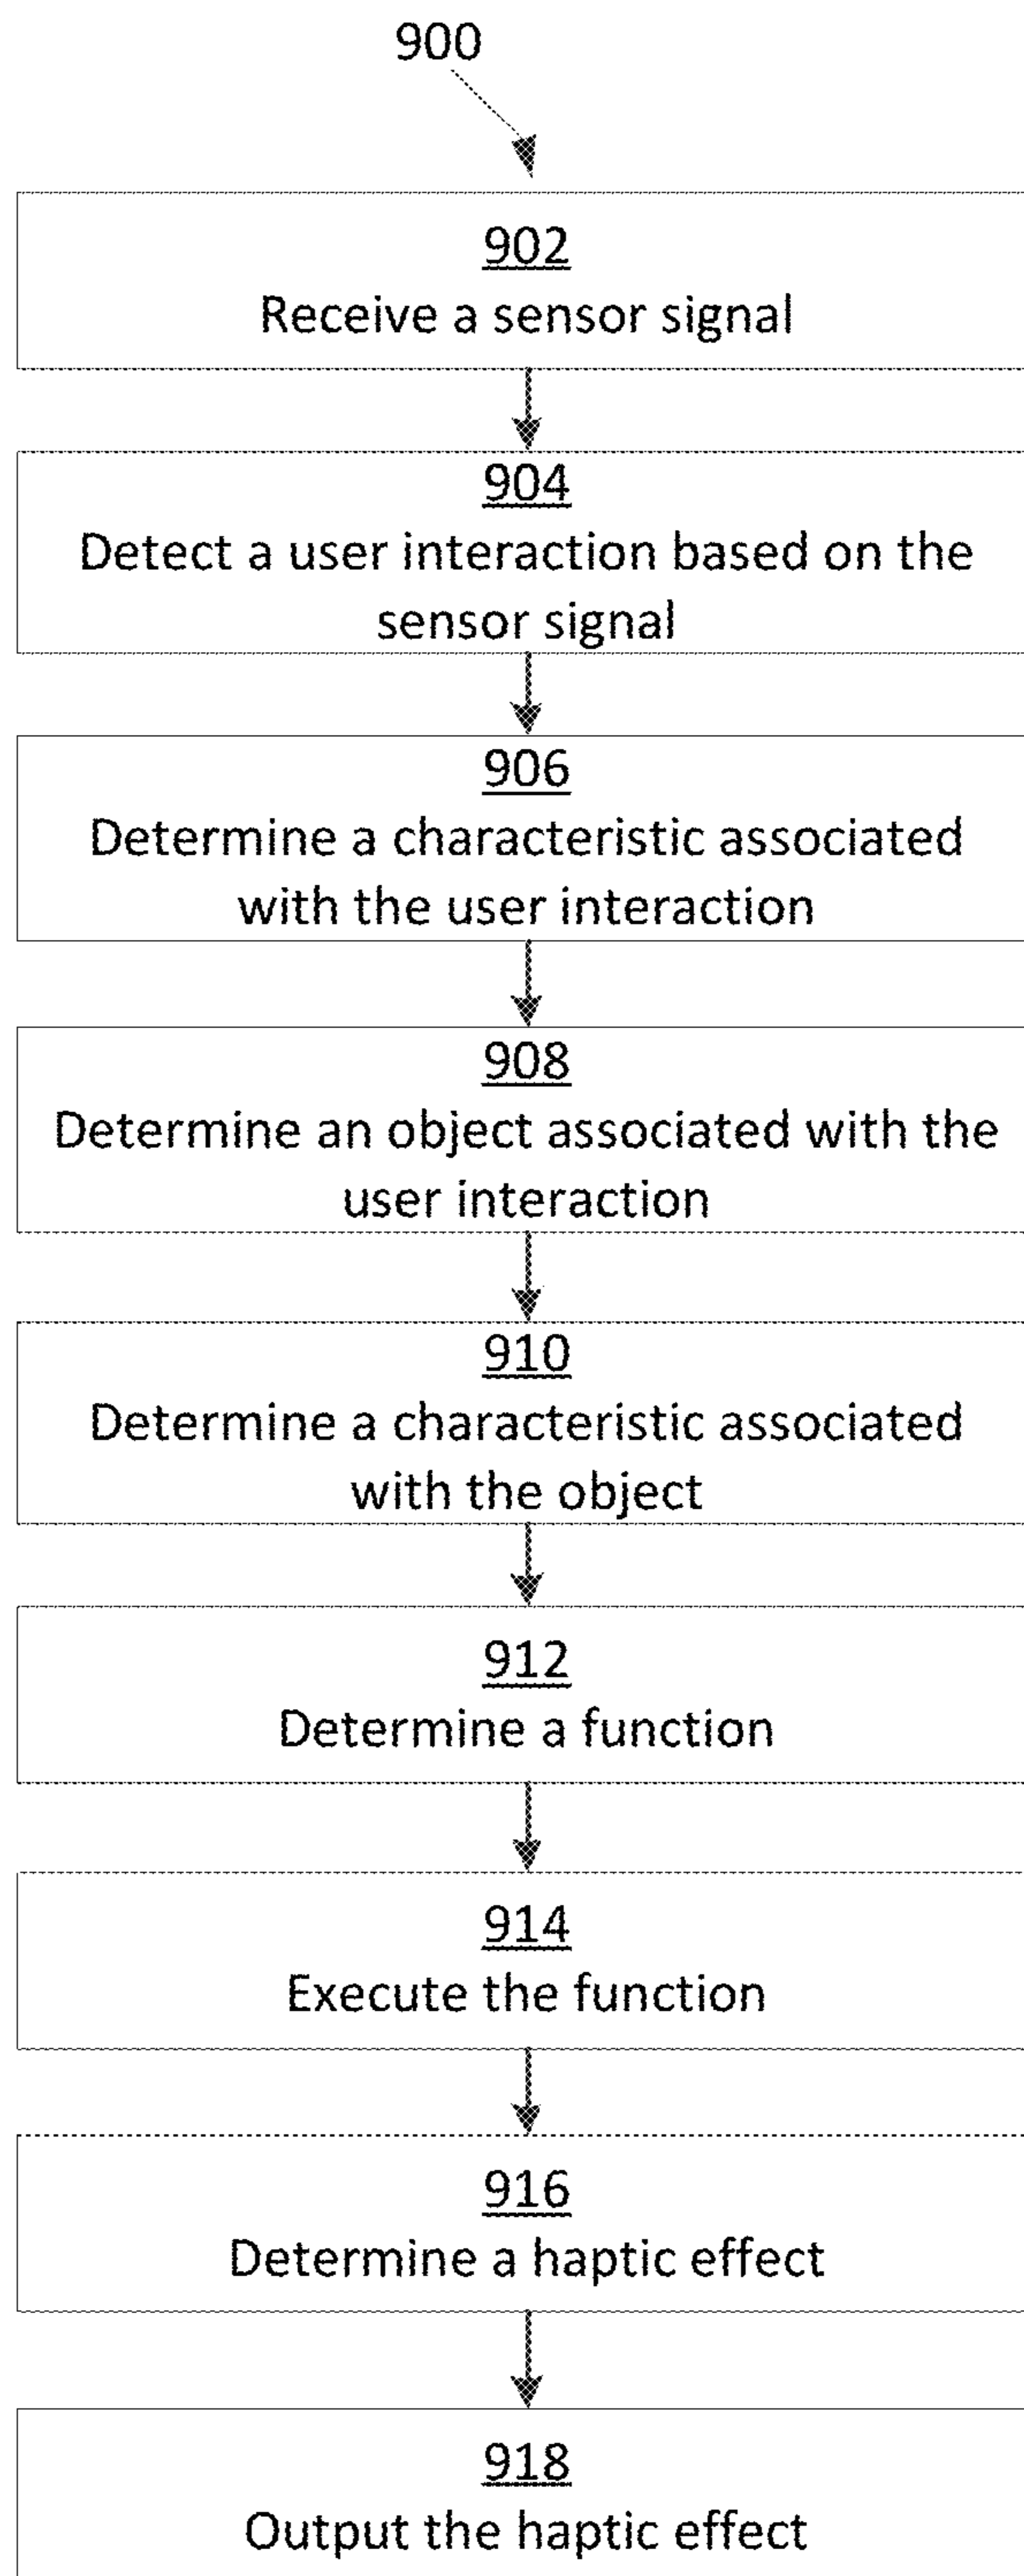 900
902
Receive a sensor signal
904
Detect a user interaction based on the
sensor signal
906
Determine a characteristic associated
with the user interaction
908
Determine an object associated with the
user interaction
910
Determine a characteristic associated
with the object
912
Determine a function
914
Execute the function
916
Determine a haptic effect
918
Output the haptic effect